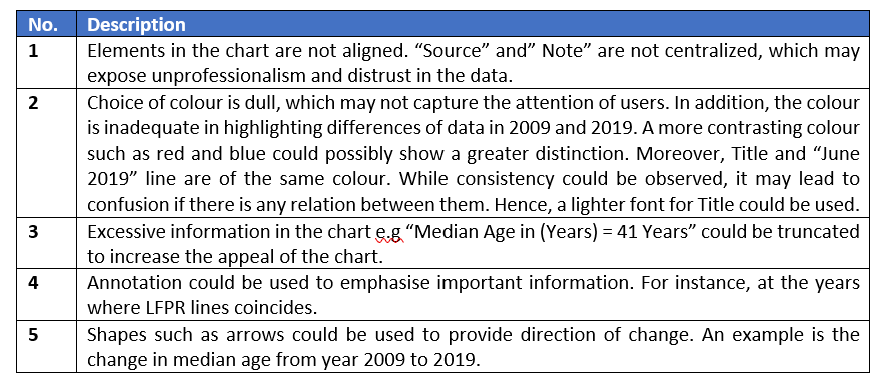 No. Description
1 Elements in the chart are not aligned. “Source” and” Note” are not centralized, which may
expose unprofessionalism and distrust in the data.
2 Choice of colour is dull, which may not capture the attention of users. In addition, the colour
is inadequate in highlighting differences of data in 2009 and 2019. A more contrasting colour
such as red and blue could possibly show a greater distinction. Moreover, Title and “June
2019” line are of the same colour. While consistency could be observed, it may lead to
confusion if there is any relation between them. Hence, a lighter font for Title could be used.
3 Excessive information in the chart e.g “Median Age in (Years) = 41 Years” could be truncated
to increase the appeal of the chart.
4 Annotation could be used to emphasise important information. For instance, at the years
where LFPR lines coincides.
5 Shapes such as arrows could be used to provide direction of change. An example is the
change in median age from year 2009 to 2019.